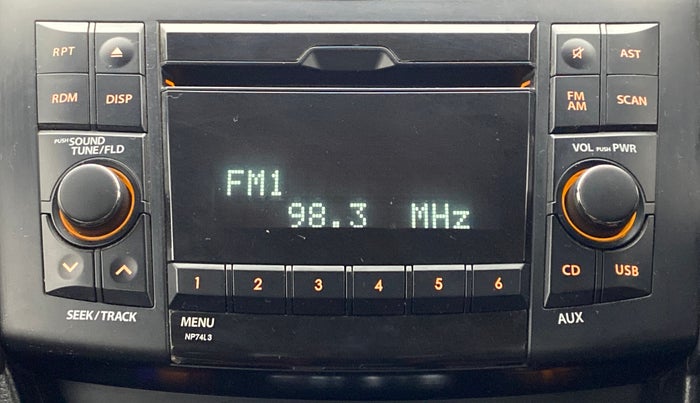 RPT
AST
RDM
DISP
FM
AM
SCAN
PUSH SOUND
TUNE/FLD
VOL PUSH PWR
FM1
98.3 MHz
1 2 3 4 5 6
CD
USB
SEEK/TRACK
MENU
NP74L3
AUX